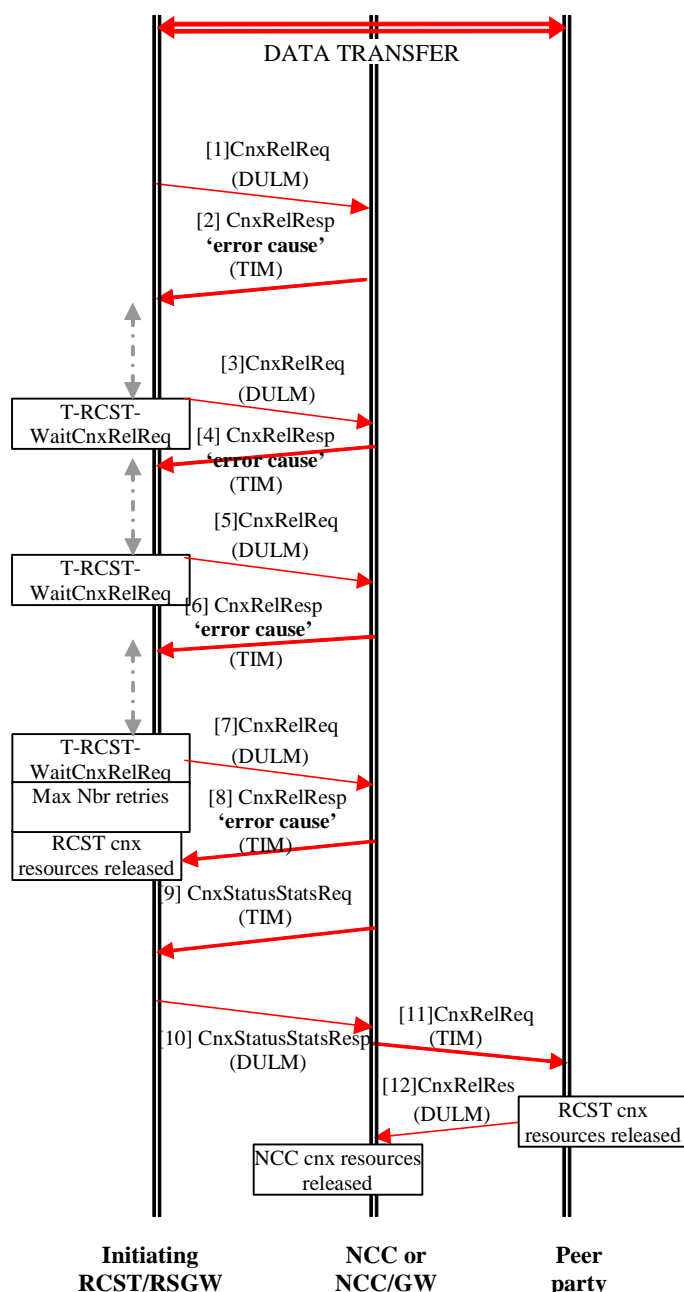 DATA TRANSFER
[1]CnxRelReq
(DULM)
[2] CnxRelResp
‘error cause’
(TIM)
[3]CnxRelReq
(DULM)
T-RCST-
WaitCnxRelReq
[4] CnxRelResp
‘error cause’
(TIM)
[5]CnxRelReq
(DULM)
T-RCST-
WaitCnxRelReq
[6] CnxRelResp
‘error cause’
(TIM)
[7]CnxRelReq
(DULM)
T-RCST-
WaitCnxRelReq
Max Nbr retries
[8] CnxRelResp
‘error cause’
(TIM)
RCST cnx
resources released
[9] CnxStatusStatsReq
(TIM)
[10] CnxStatusStatsResp
(DULM)
[11]CnxRelReq
(TIM)
[12]CnxRelRes
(DULM)
RCST cnx
resources released
NCC cnx resources
released
Initiating
RCST/RSGW
NCC or
NCC/GW
Peer
party